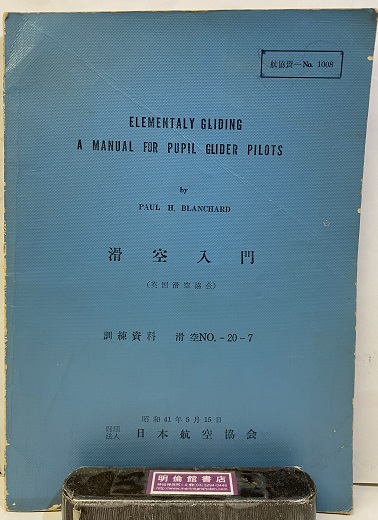 航協資—No. 1008
ELEMENTALY GLIDING
A MANUAL FOR PUPIL GLIDER PILOTS
by
PAUL H. BLANCHARD
滑空入門
(英国滑空協会)
訓練資料 滑空NO.-20-7
昭和41年5月15日
財団法人 日本航空協会
明倫館書店